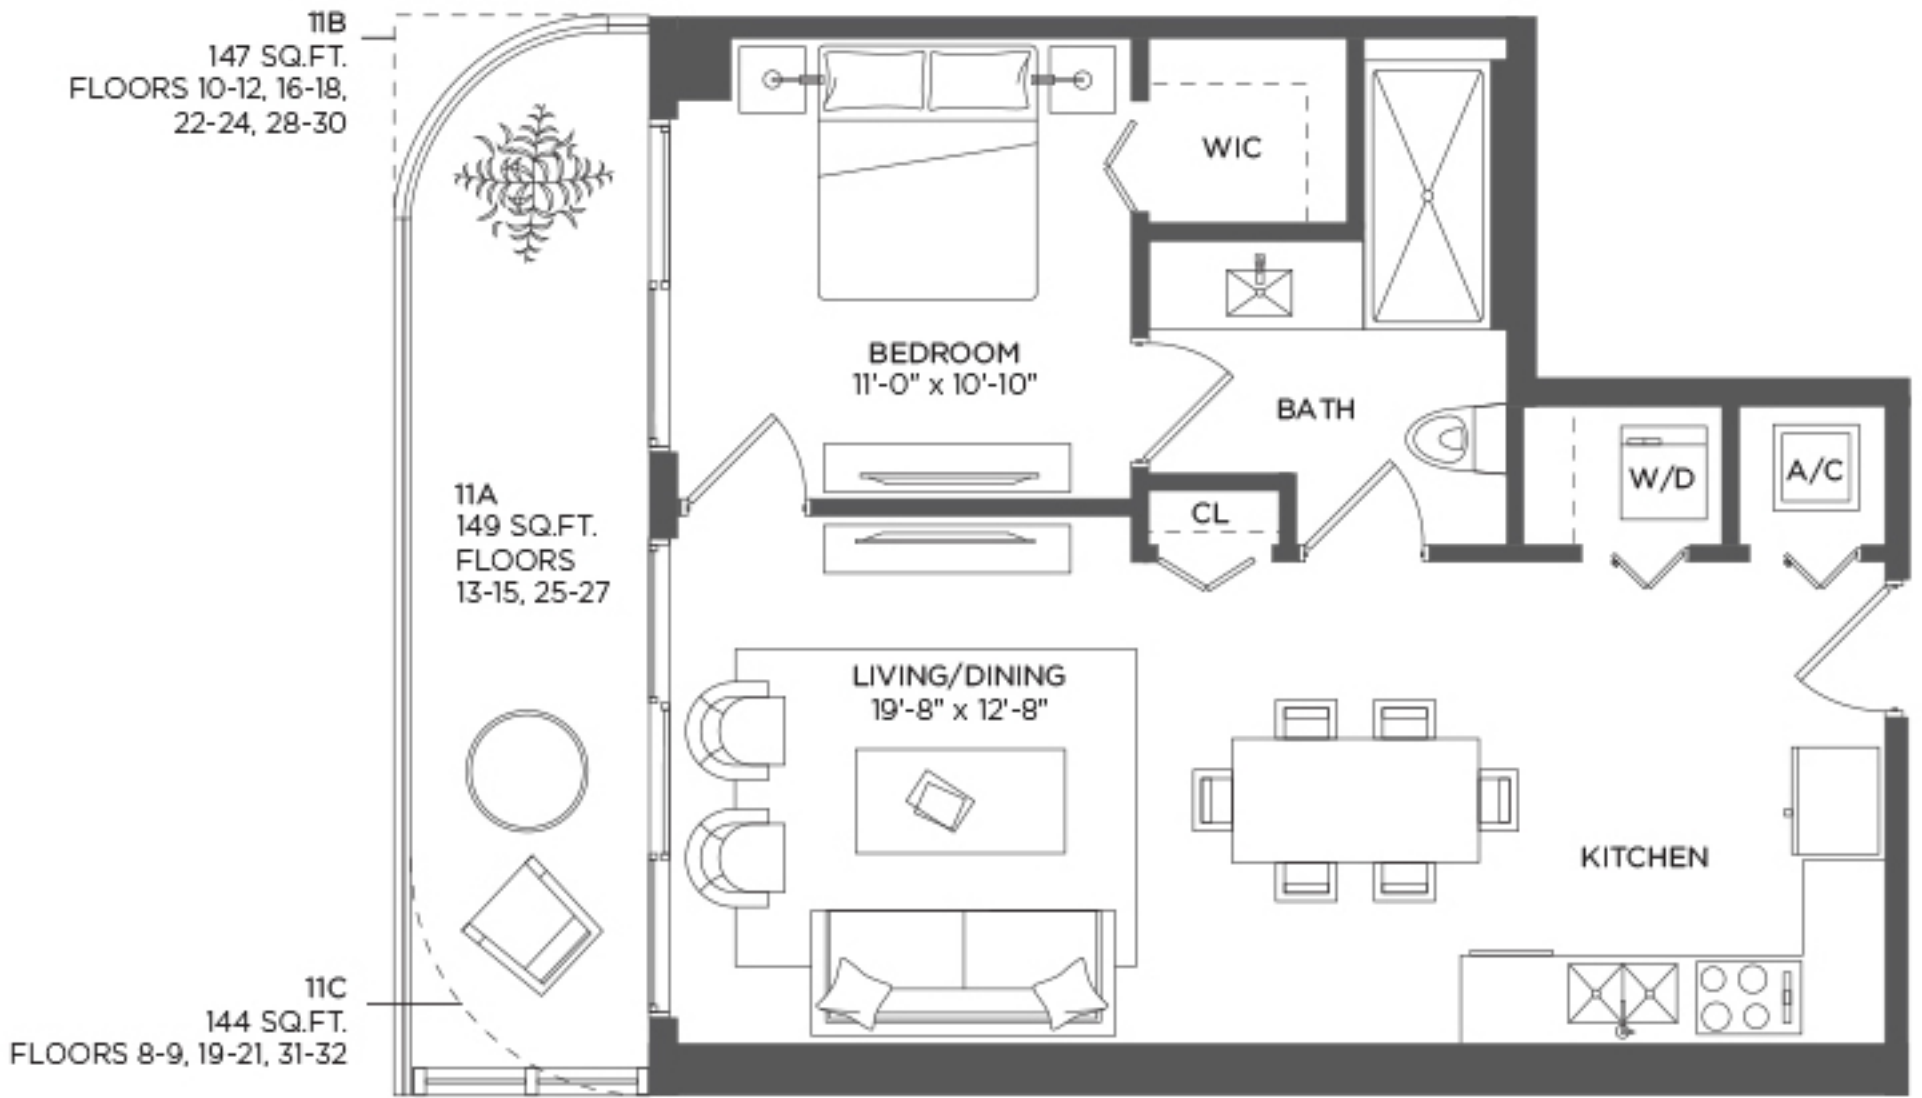 11B
147 SQ.FT.
FLOORS 10-12, 16-18,
22-24, 28-30
WIC
BEDROOM
11'-0" x 10'-10"
BATH
W/D
A/C
CL
11A
149 SQ.FT.
FLOORS
13-15, 25-27
LIVING/DINING
19'-8" x 12'-8"
KITCHEN
11C
144 SQ.FT.
FLOORS 8-9, 19-21, 31-32